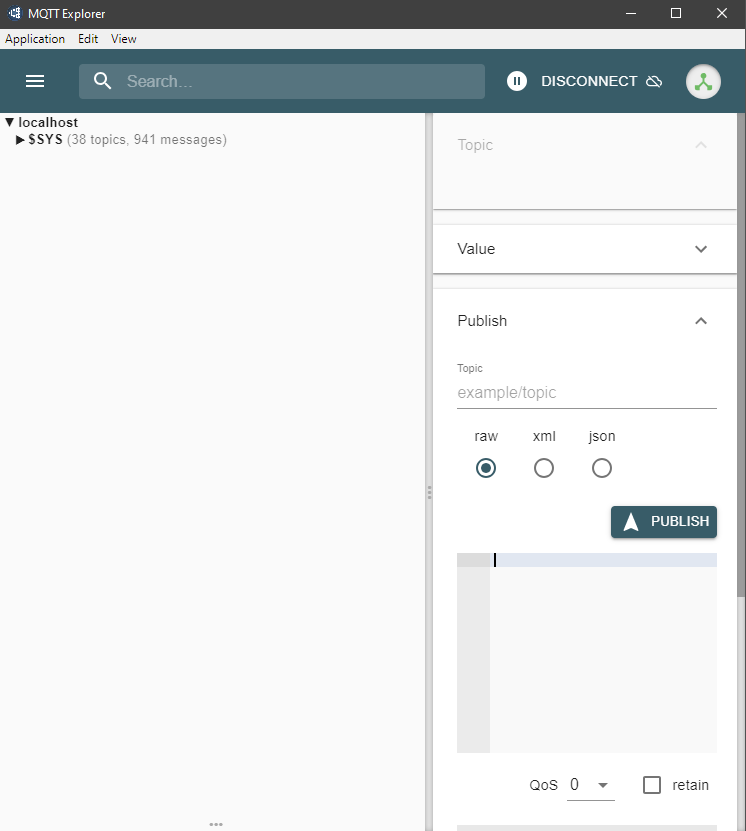 MQTT Explorer
Application Edit View
Search...
DISCONNECT
localhost
$SYS (38 topics, 941 messages)
Topic
Value
Publish
Topic
example/topic
raw xml json
PUBLISH
QoS 0 retain